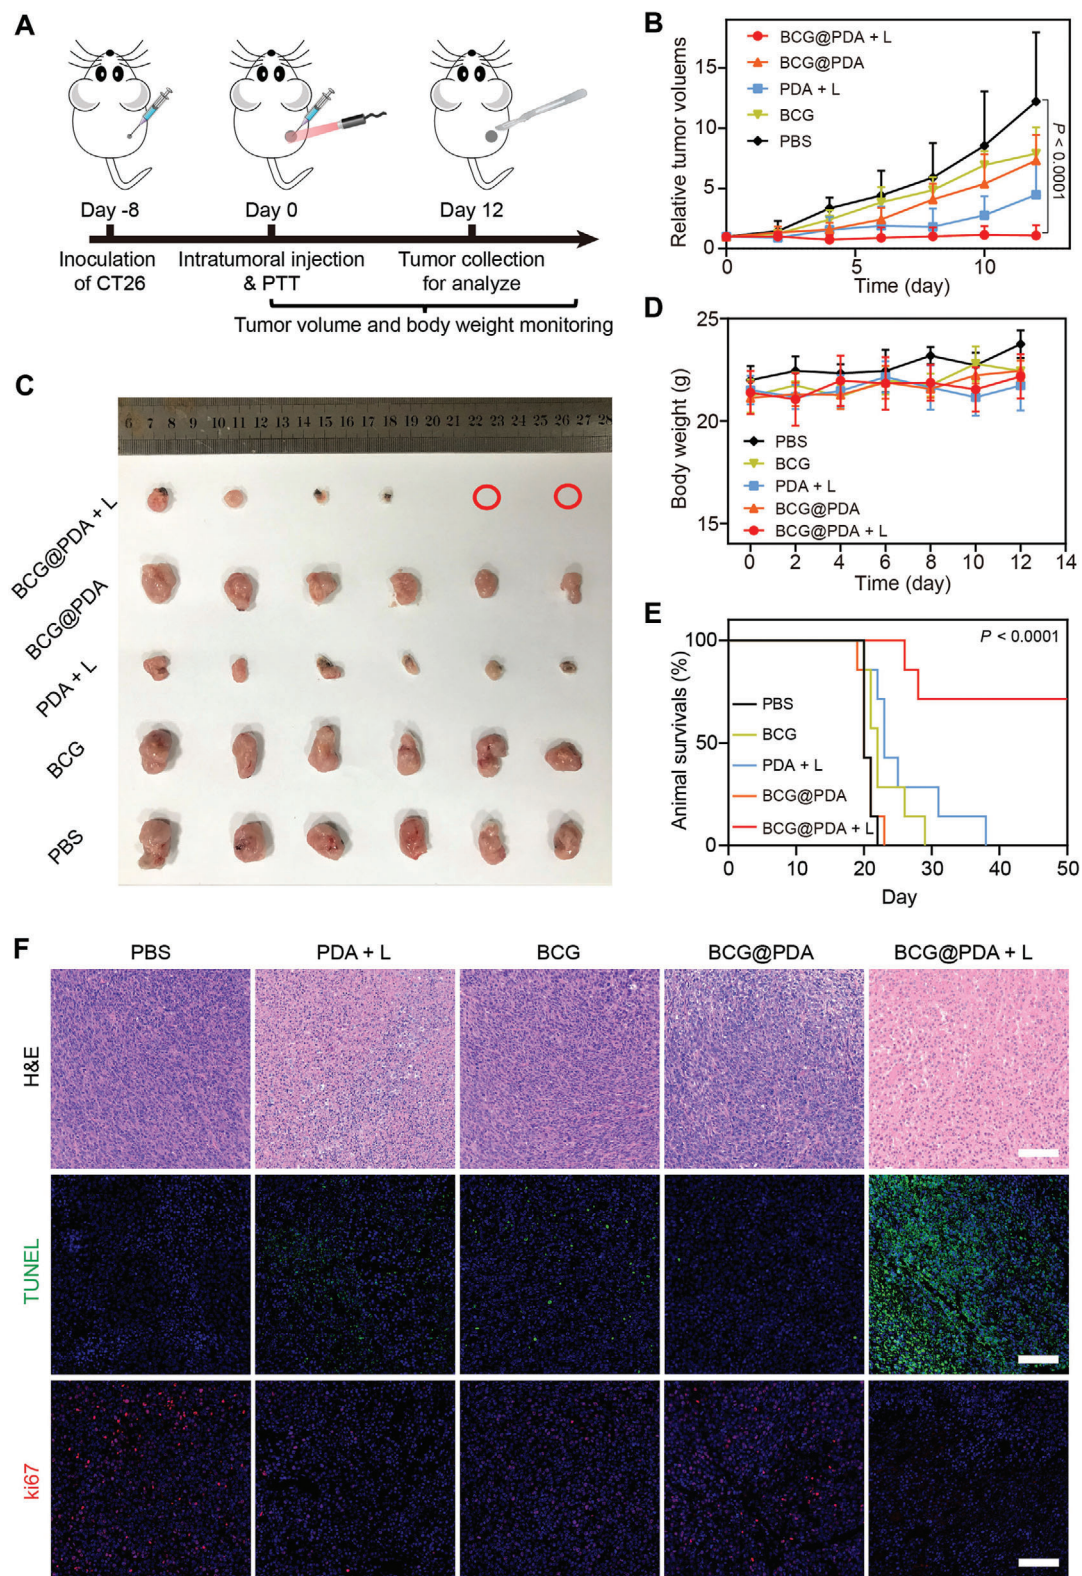 A
Day -8
Day 0
Day 12
Inoculation
of CT26
Intratumoral injection
& PTT
Tumor collection
for analyze
Tumor volume and body weight monitoring
B
Relative tumor voluems
15
10
5
0
BCG@PDA + L
BCG@PDA
PDA + L
BCG
PBS
P < 0.0001
0
5
10
Time (day)
C
6 7 8 9 10 11 12 13 14 15 16 17 18 19 20 21 22 23 24 25 26 27 28
BCG@PDA + L
BCG@PDA
PDA + L
BCG
PBS
D
Body weight (g)
25
20
15
PBS
BCG
PDA + L
BCG@PDA
BCG@PDA + L
0 2 4 6 8 10 12 14
Time (day)
E
P < 0.0001
Animal survivals (%)
100
50
0
PBS
BCG
PDA + L
BCG@PDA
BCG@PDA + L
0 10 20 30 40 50
Day
F
PBS PDA + L BCG BCG@PDA BCG@PDA + L
H&E
TUNEL
ki67